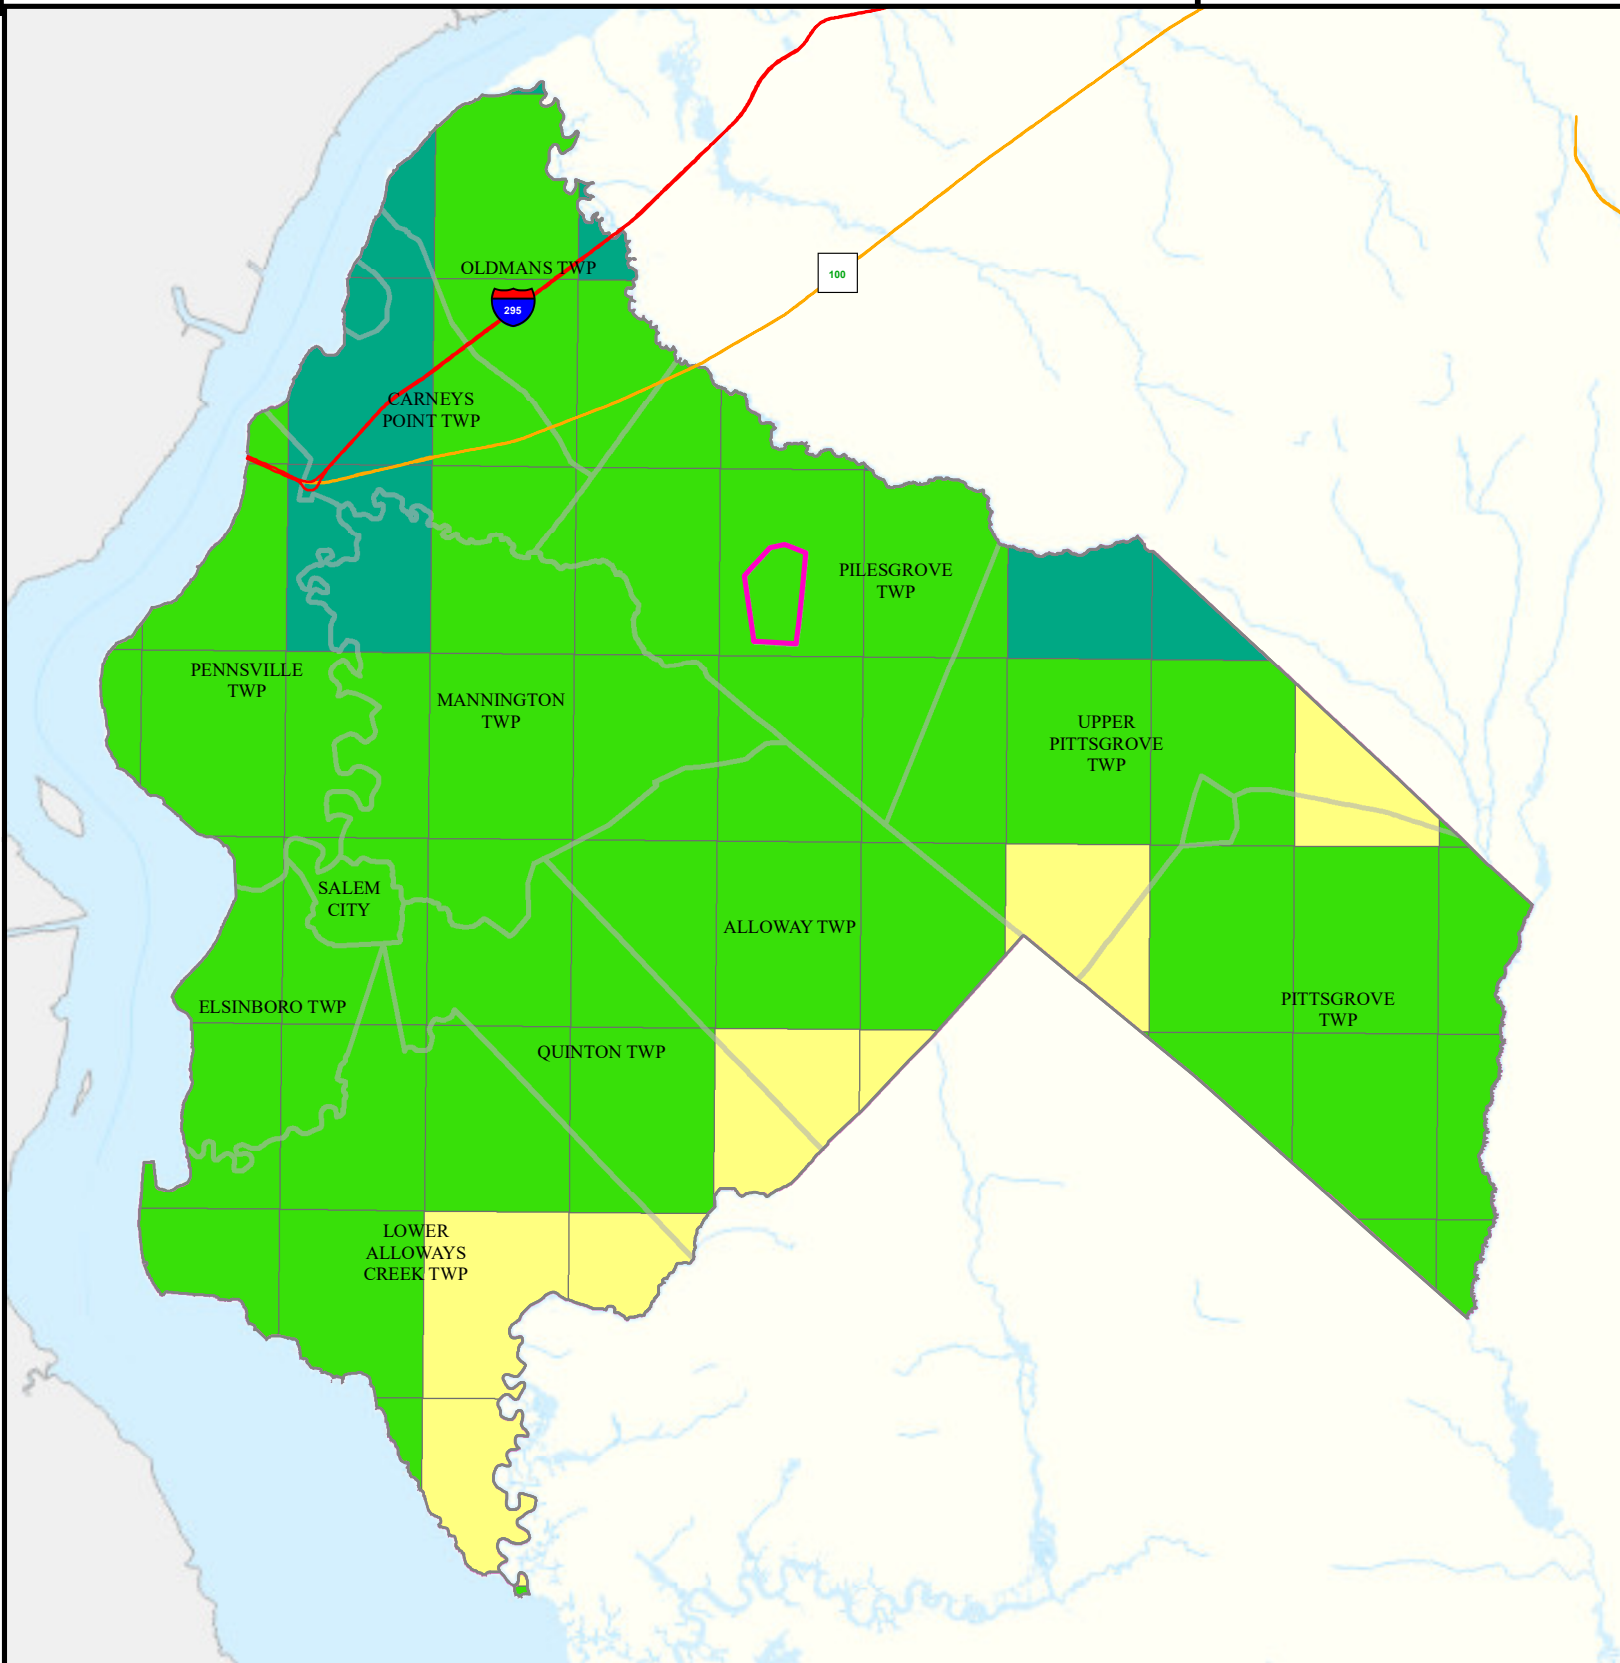 OLDMANS TWP
100
295
CARNEYS
POINT TWP
PILESGROVE
TWP
PENNSVILLE
TWP
MANNINGTON
TWP
UPPER
PITTSGROVE
TWP
SALEM
CITY
ALLOWAY TWP
ELSINBORO TWP
PITTSGROVE
TWP
QUINTON TWP
LOWER
ALLOWAYS
CREEK TWP